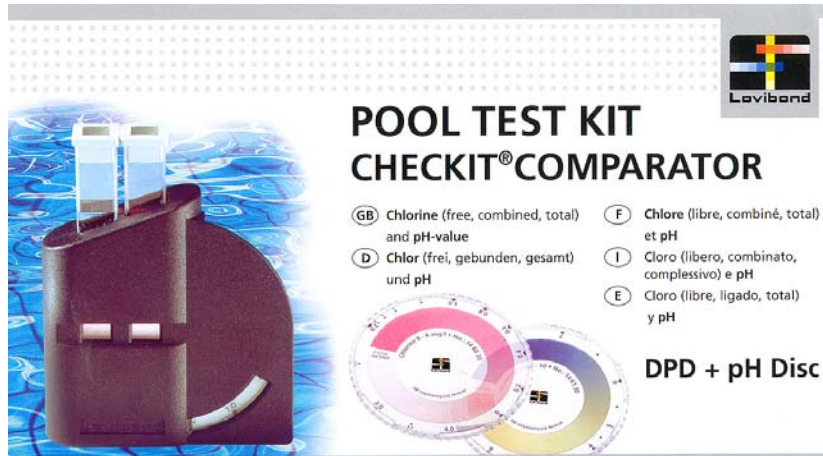 Lovibond
POOL TEST KIT
CHECKIT®COMPARATOR
GB Chlorine (free, combined, total)
and pH-value
D Chlor (frei, gebunden, gesamt)
und pH
F Chlore (libre, combiné, total)
et pH
I Cloro (libero, combinato,
complessivo) e pH
E Cloro (libre, ligado, total)
y pH
DPD + pH Disc